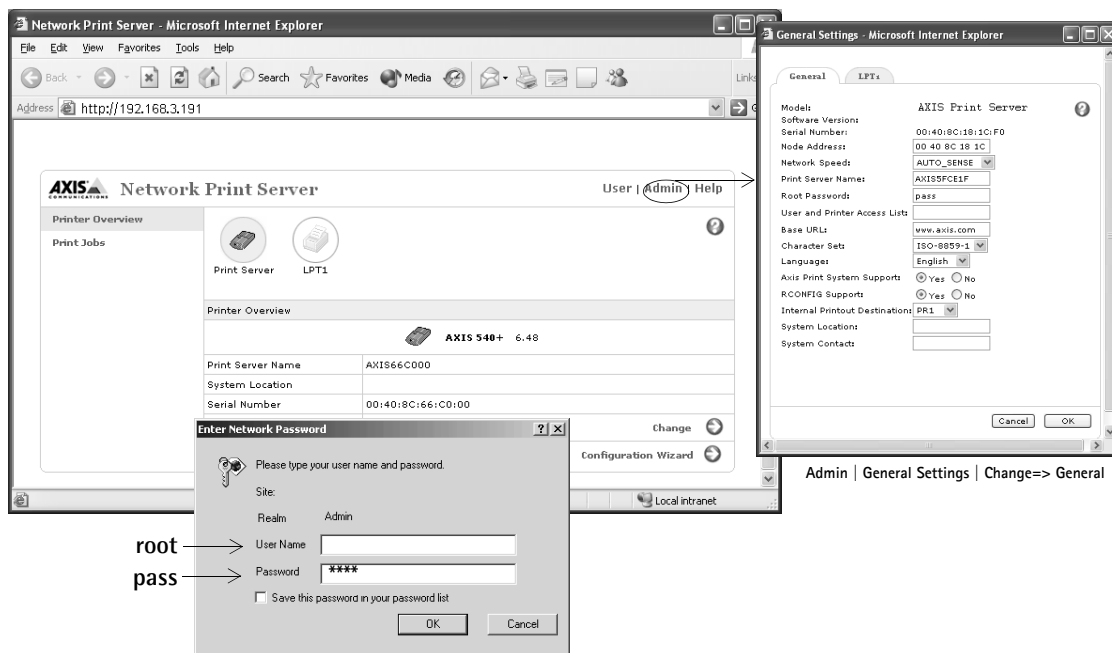 Network Print Server - Microsoft Internet Explorer
File Edit View Favorites Tools Help
Back Search Favorites Media Links
Address http://192.168.3.191
AXIS
COMMUNICATIONS
Network Print Server
User | Admin | Help
Printer Overview
Print Jobs
Print Server LPT1
Printer Overview
AXIS 540+ 6.48
Print Server Name AXIS66C000
System Location
Serial Number 00:40:8C:66:C0:00
Change
Configuration Wizard
Local intranet
Enter Network Password
Please type your user name and password.
Site:
Realm Admin
User Name
Password ****
Save this password in your password list
OK Cancel
root
pass
General Settings - Microsoft Internet Explorer
General LPT1
Model: AXIS Print Server
Software Version:
Serial Number: 00:40:8C:18:1C:F0
Node Address: 00 40 8C 18 1C
Network Speed: AUTO_SENSE
Print Server Name: AXIS5FCE1F
Root Password: pass
User and Printer Access List:
Base URL: www.axis.com
Character Set: ISO-8859-1
Language: English
Axis Print System Support: Yes No
RCONFIG Support: Yes No
Internal Printout Destination: PR1
System Location:
System Contact:
Cancel OK
Admin | General Settings | Change=> General